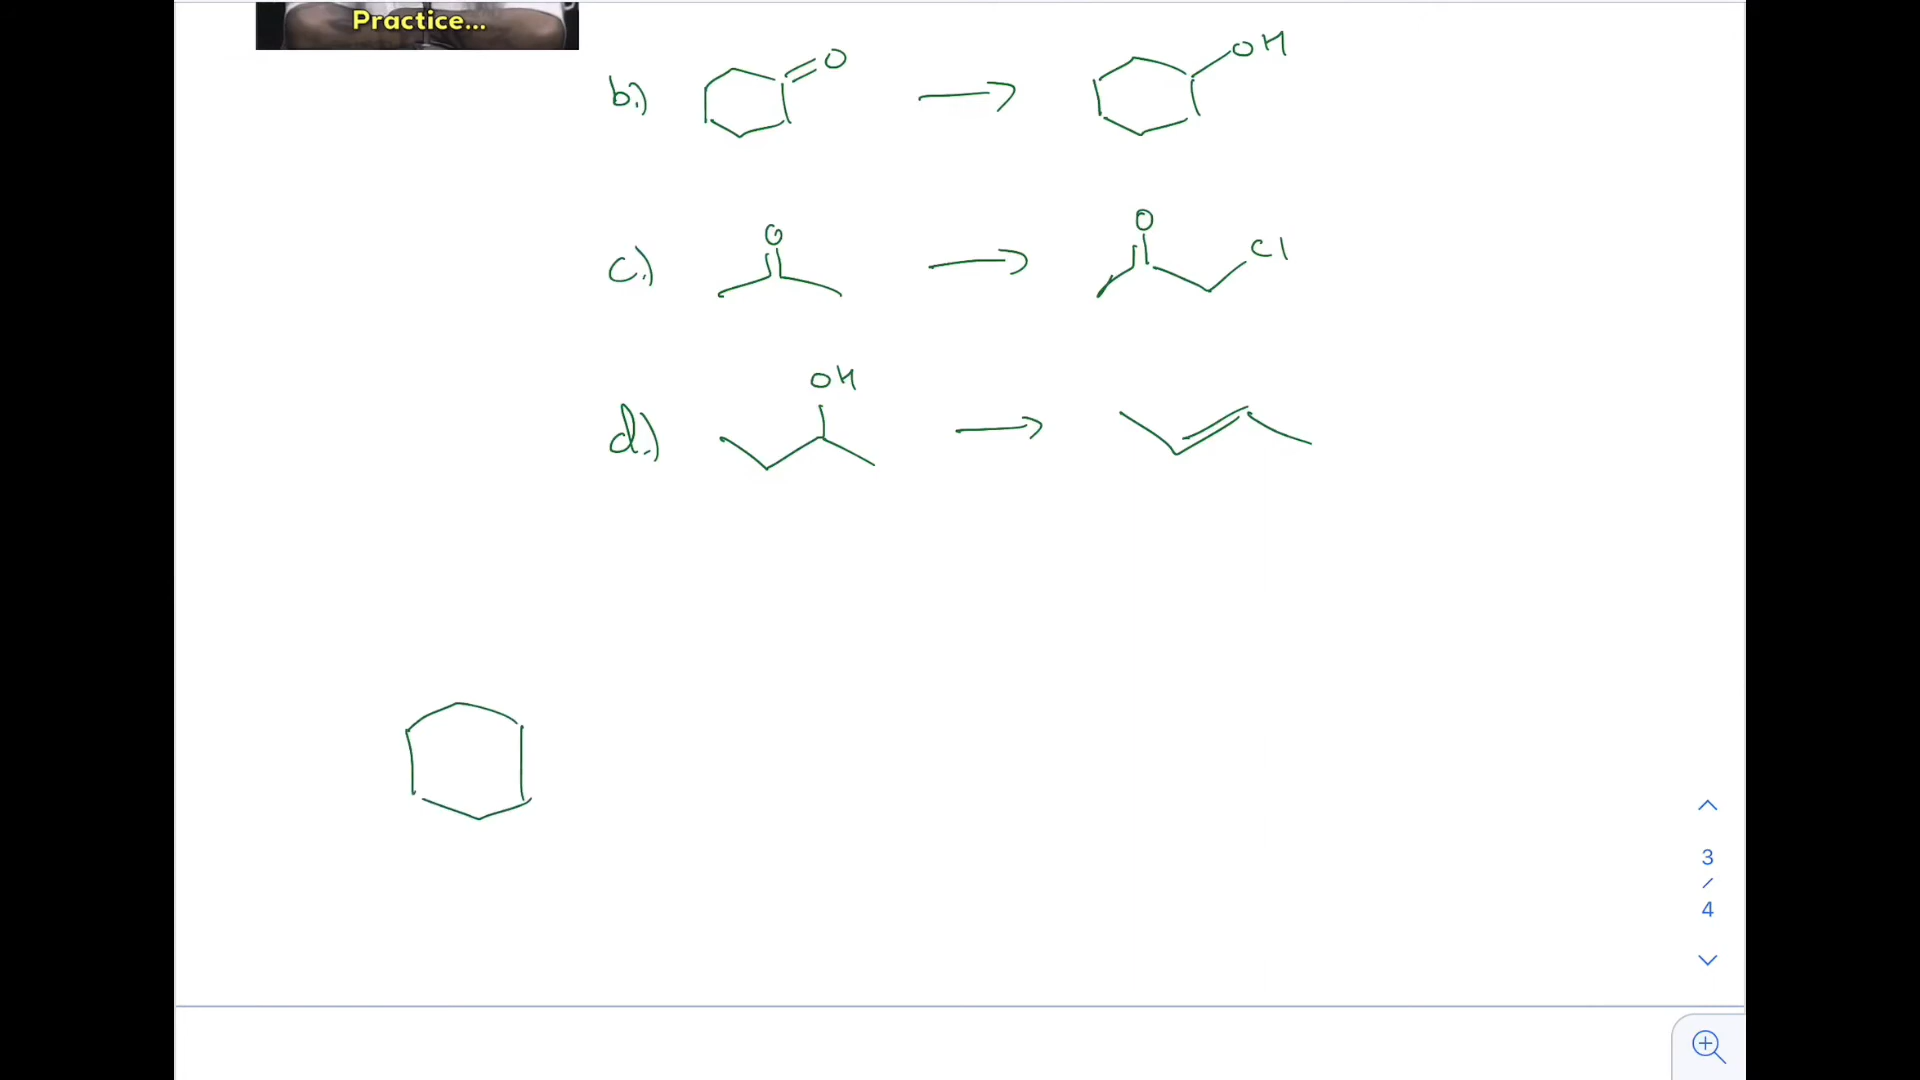 Practice...
b.) O → OH
c.) O → O Cl
d.) OH →
3
/
4